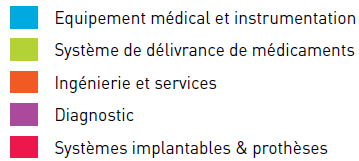 Equipement médical et instrumentation
Système de délivrance de médicaments
Ingénierie et services
Diagnostic
Systèmes implantables & prothèses